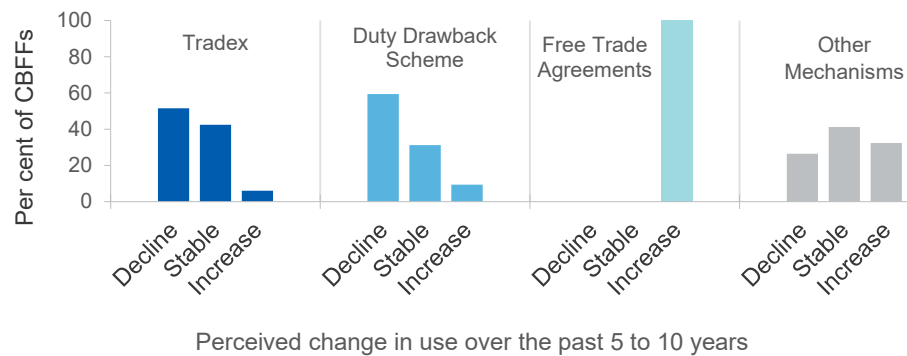 Per cent of CBFFs
100
80
60
40
20
0
Tradex
Duty Drawback
Scheme
Free Trade
Agreements
Other
Mechanisms
Decline
Stable
Increase
Decline
Stable
Increase
Decline
Stable
Increase
Decline
Stable
Increase
Perceived change in use over the past 5 to 10 years